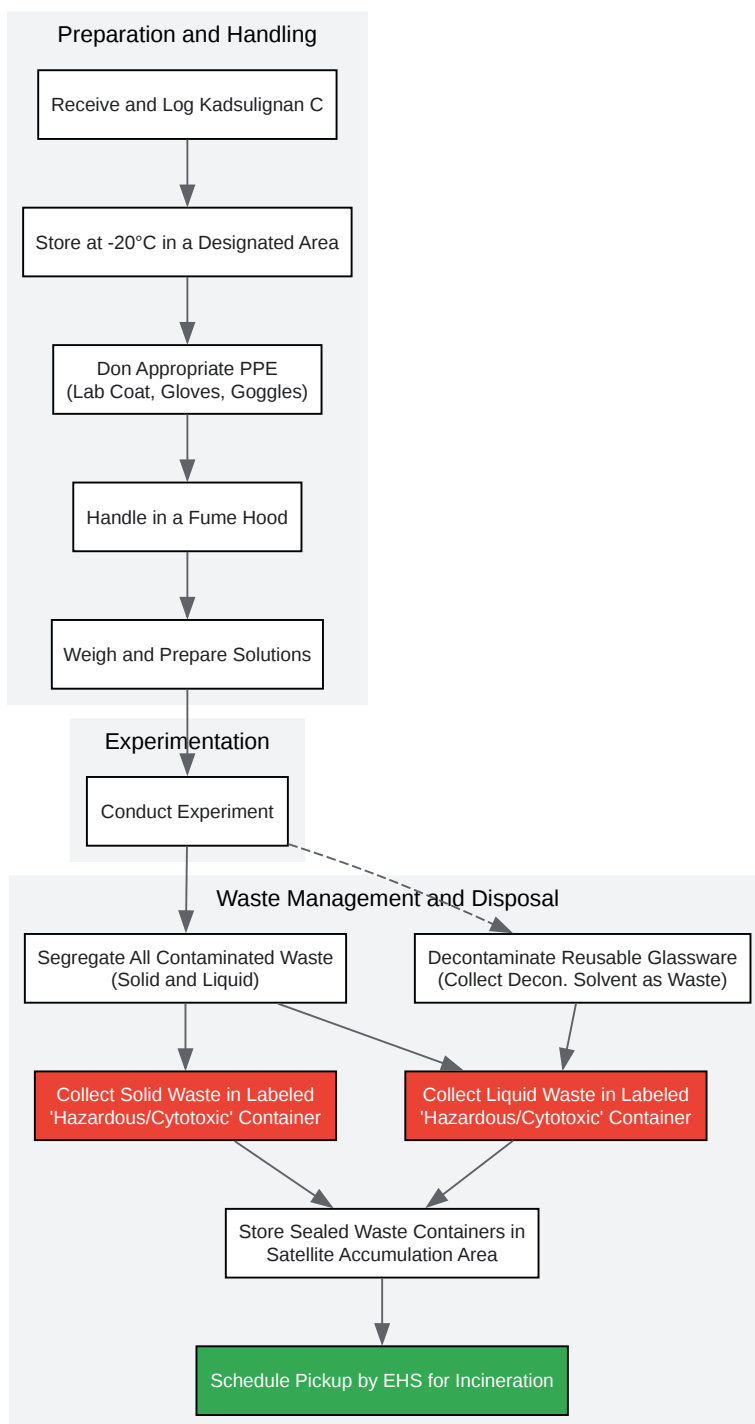 Preparation and Handling
Receive and Log Kadsulignan C
Store at -20°C in a Designated Area
Don Appropriate PPE
(Lab Coat, Gloves, Goggles)
Handle in a Fume Hood
Weigh and Prepare Solutions
Experimentation
Conduct Experiment
Waste Management and Disposal
Segregate All Contaminated Waste
(Solid and Liquid)
Decontaminate Reusable Glassware
(Collect Decon. Solvent as Waste)
Collect Solid Waste in Labeled
'Hazardous/Cytotoxic' Container
Collect Liquid Waste in Labeled
'Hazardous/Cytotoxic' Container
Store Sealed Waste Containers in
Satellite Accumulation Area
Schedule Pickup by EHS for Incineration